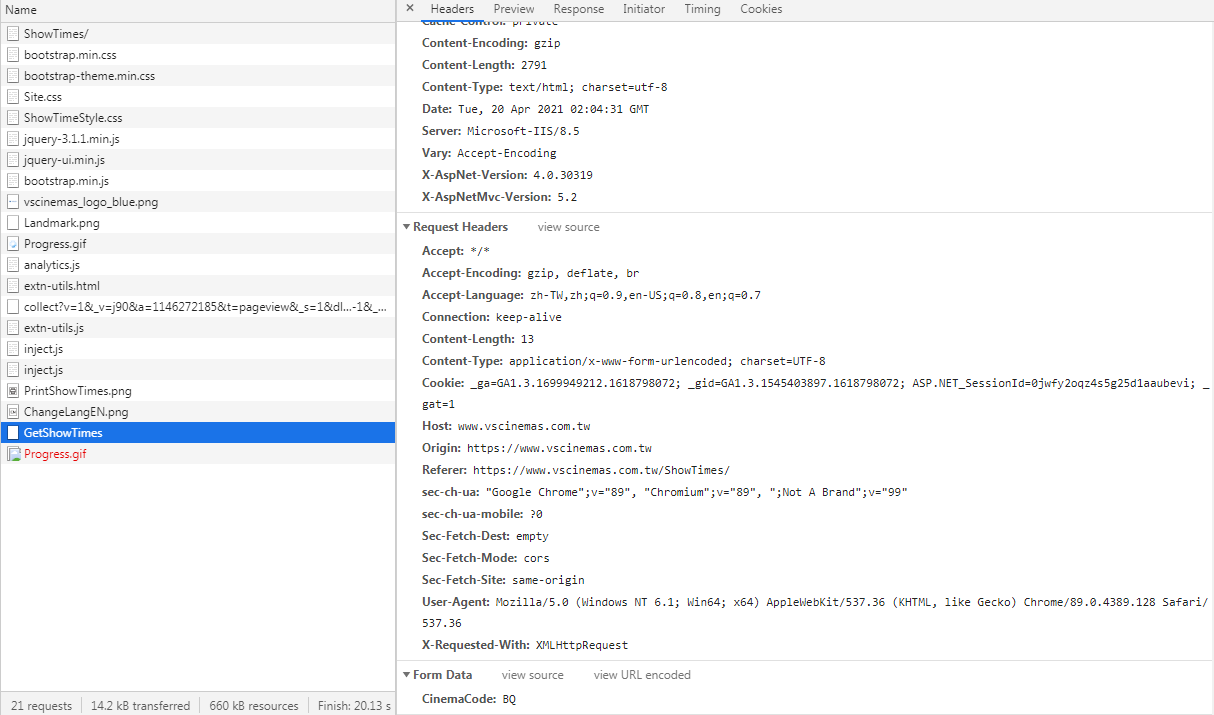 Name
ShowTimes/
bootstrap.min.css
bootstrap-theme.min.css
Site.css
ShowTimeStyle.css
jquery-3.1.1.min.js
jquery-ui.min.js
bootstrap.min.js
vscinemas_logo_blue.png
Landmark.png
Progress.gif
analytics.js
extn-utils.html
collect?v=1&_v=j90&a=1146272185&t=pageview&_s=1&dl...-1&_...
extn-utils.js
inject.js
inject.js
PrintShowTimes.png
ChangeLangEN.png
GetShowTimes
Progress.gif
21 requests 14.2 kB transferred 660 kB resources Finish: 20.13 s
× Headers Preview Response Initiator Timing Cookies
Cache-Control: private
Content-Encoding: gzip
Content-Length: 2791
Content-Type: text/html; charset=utf-8
Date: Tue, 20 Apr 2021 02:04:31 GMT
Server: Microsoft-IIS/8.5
Vary: Accept-Encoding
X-AspNet-Version: 4.0.30319
X-AspNetMvc-Version: 5.2
Request Headers view source
Accept: */*
Accept-Encoding: gzip, deflate, br
Accept-Language: zh-TW,zh;q=0.9,en-US;q=0.8,en;q=0.7
Connection: keep-alive
Content-Length: 13
Content-Type: application/x-www-form-urlencoded; charset=UTF-8
Cookie: _ga=GA1.3.1699949212.1618798072; _gid=GA1.3.1545403897.1618798072; ASP.NET_SessionId=0jwfy2oqz4s5g25d1aaubevi; _
gat=1
Host: www.vscinemas.com.tw
Origin: https://www.vscinemas.com.tw
Referer: https://www.vscinemas.com.tw/ShowTimes/
sec-ch-ua: "Google Chrome";v="89", "Chromium";v="89", ";Not A Brand";v="99"
sec-ch-ua-mobile: ?0
Sec-Fetch-Dest: empty
Sec-Fetch-Mode: cors
Sec-Fetch-Site: same-origin
User-Agent: Mozilla/5.0 (Windows NT 6.1; Win64; x64) AppleWebKit/537.36 (KHTML, like Gecko) Chrome/89.0.4389.128 Safari/
537.36
X-Requested-With: XMLHttpRequest
Form Data view source view URL encoded
CinemaCode: BQ